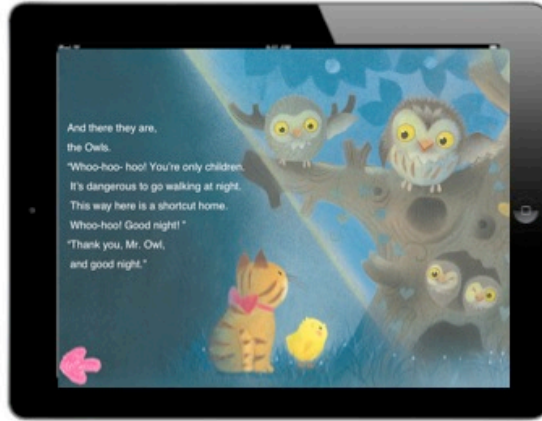 And there they are,
the Owls.
"Whoo-hoo- hoo! You're only children.
It's dangerous to go walking at night.
This way here is a shortcut home.
Whoo-hoo! Good night! "
"Thank you, Mr. Owl,
and good night."